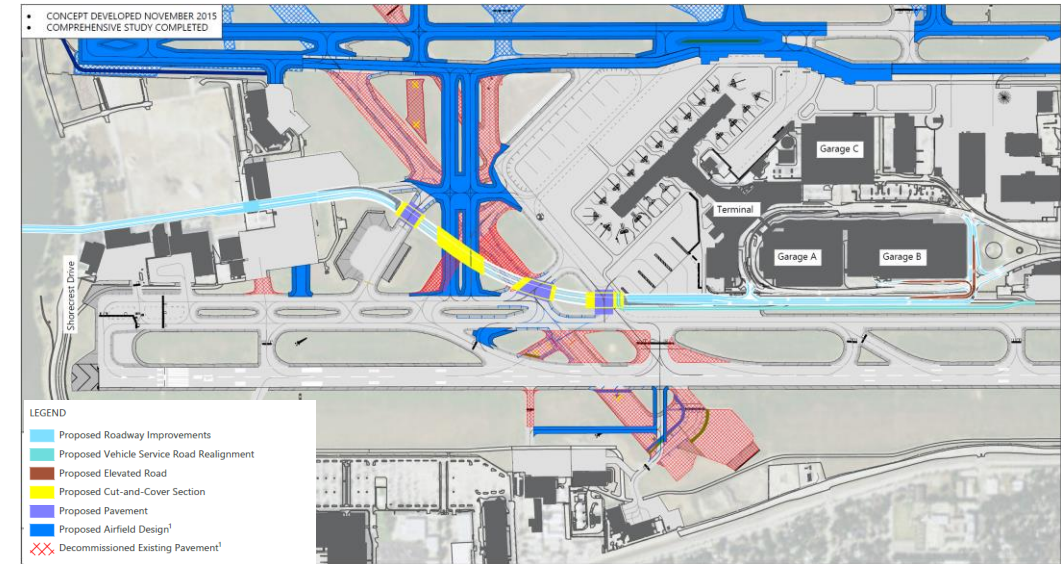 • CONCEPT DEVELOPED NOVEMBER 2015
• COMPREHENSIVE STUDY COMPLETED
Garage C
Terminal
Garage A
Garage B
Shorecrest Drive
LEGEND
Proposed Roadway Improvements
Proposed Vehicle Service Road Realignment
Proposed Elevated Road
Proposed Cut-and-Cover Section
Proposed Pavement
Proposed Airfield Design¹
Decommissioned Existing Pavement¹